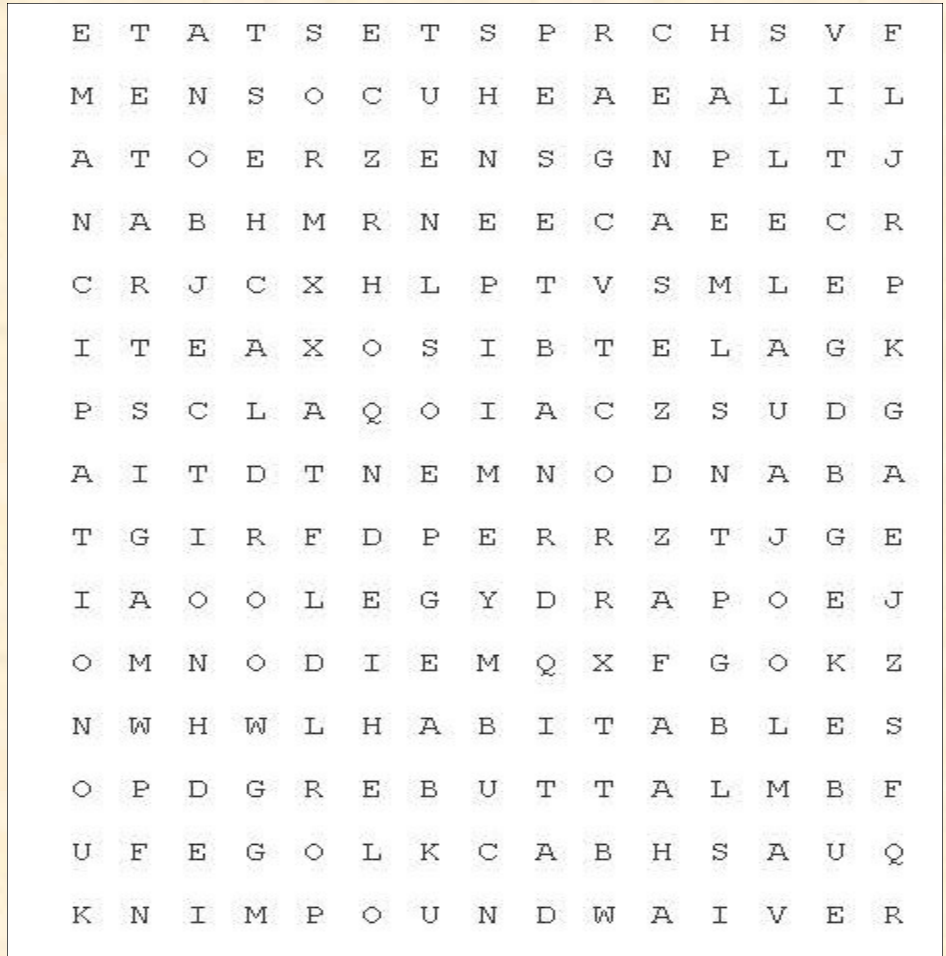 E T A T S E T S P R C H S V F
M E N S O C U H E A E A L I L
A T O E R Z E N S G N P L T J
N A B H M R N E E C A E E C R
C R J C X H L P T V S M L E P
I T E A X O S I B T E L A G K
P S C L A Q O I A C Z S U D G
A I T D T N E M N O D N A B A
T G I R F D P E R R Z T J G E
I A O O L E G Y D R A P O E J
O M N O D I E M Q X F G O K Z
N W H W L H A B I T A B L E S
O P D G R E B U T T A L M B F
U F E G O L K C A B H S A U Q
K N I M P O U N D W A I V E R